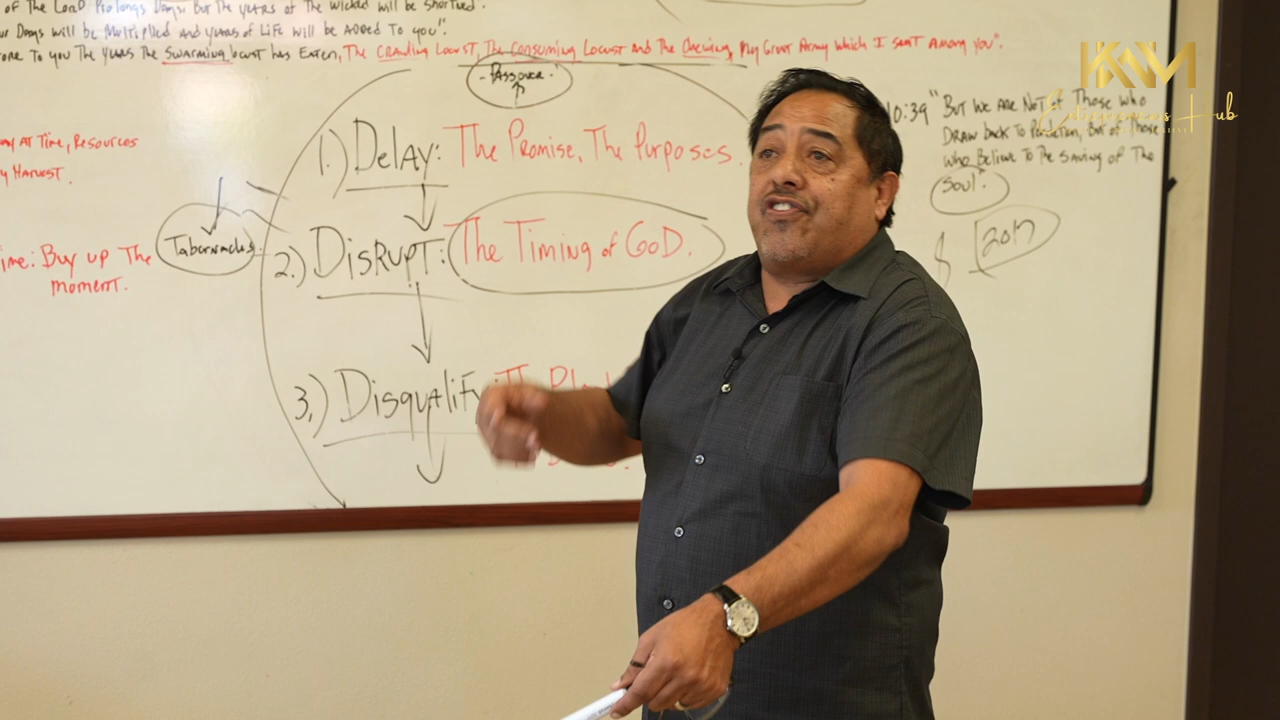 of The Lord Prolongs Days. But The years of The wicked will be shortned".
Days will be Multiplied and years of Life will be ADDED To you".
To you The years The Swarming locust has Eaten, The Crawling Locust, The Consuming Locust and The Chewing, My Great Army which I sent Among you".
- Passover -
KNM
Hub
10:39 "But we are Not of Those who
Draw back To Perdition, But of Those
who Believe To The Saving of The
Soul".
[2017
1.) Delay: The Promise, The Purposes.
at Time, Resources
Harvest.
Tabernacles
2.) Disrupt: The Timing of God.
Buy up The
moment.
3.) Disqualify